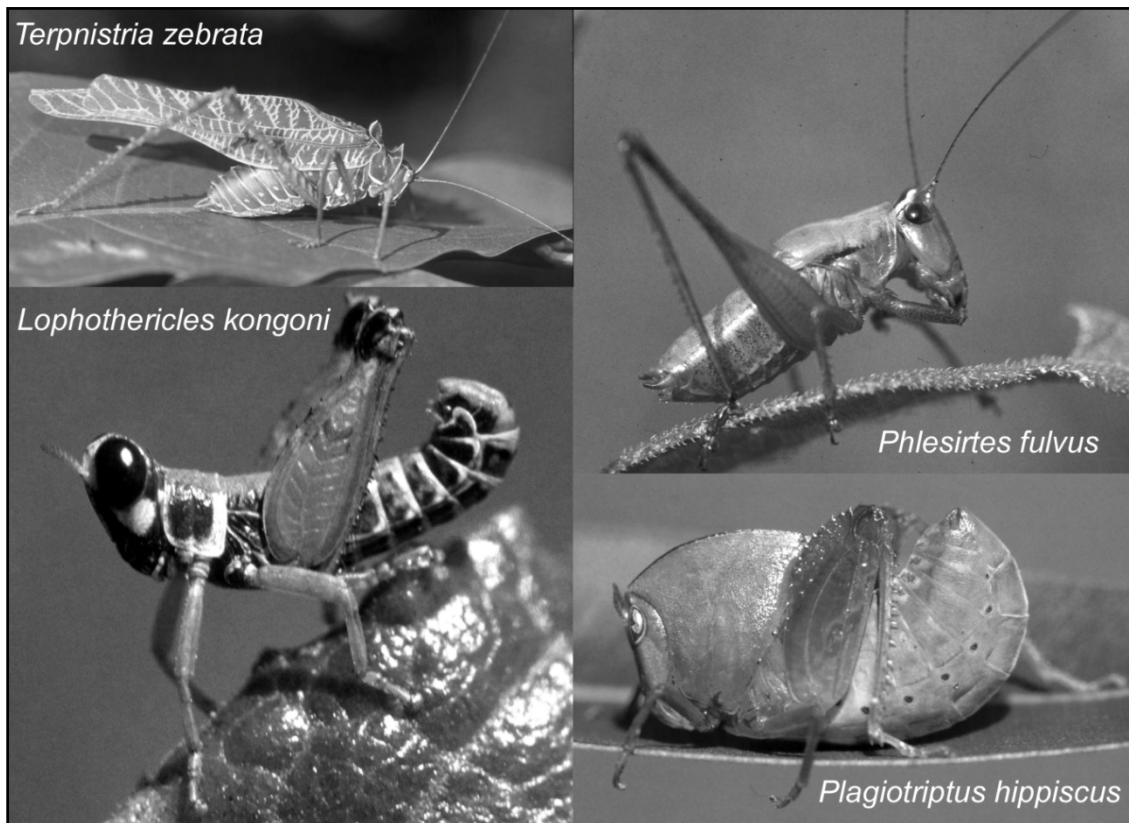 Terpnistria zebrata
Lophothericles kongoni
Phlesirtes fulvus
Plagiotriptus hippiscus